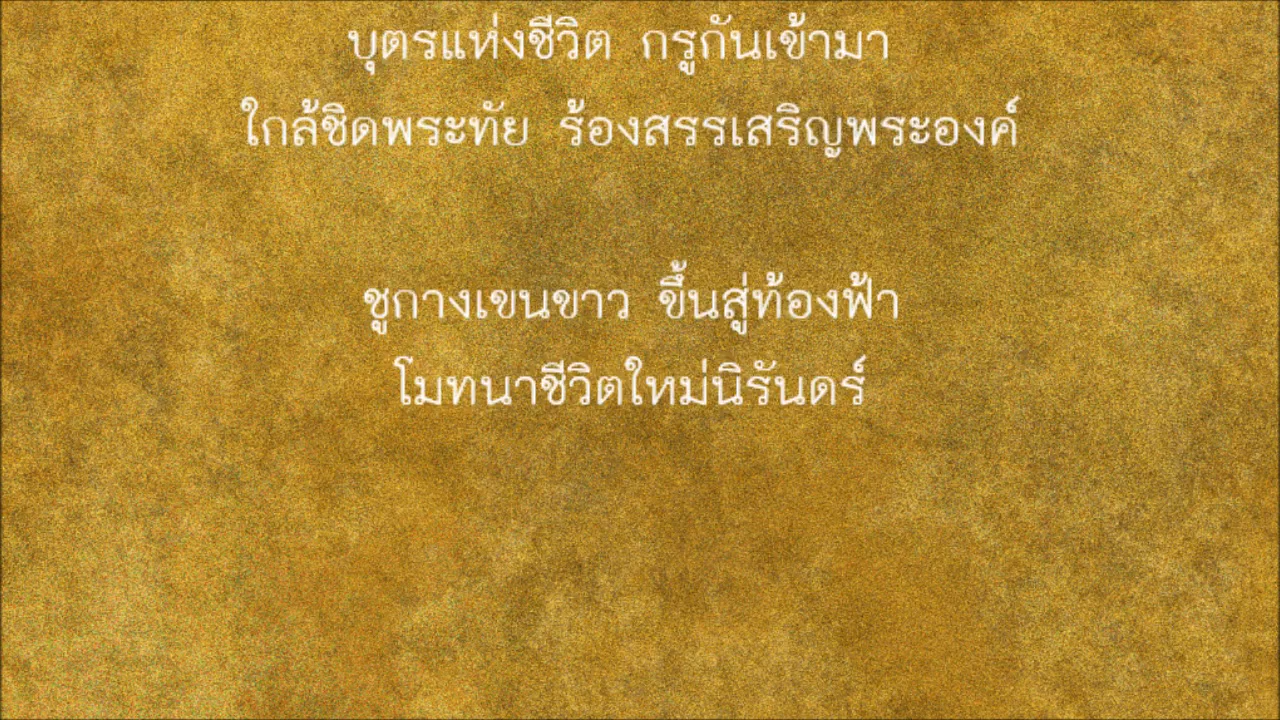 บุตรแห่งชีวิต กรูกันเข้ามา
ใกล้ชิดพระทัย ร้องสรรเสริญพระองค์
ชูกางเขนขาว ขึ้นสู่ท้องฟ้า
โมทนาชีวิตใหม่นิรันดร์